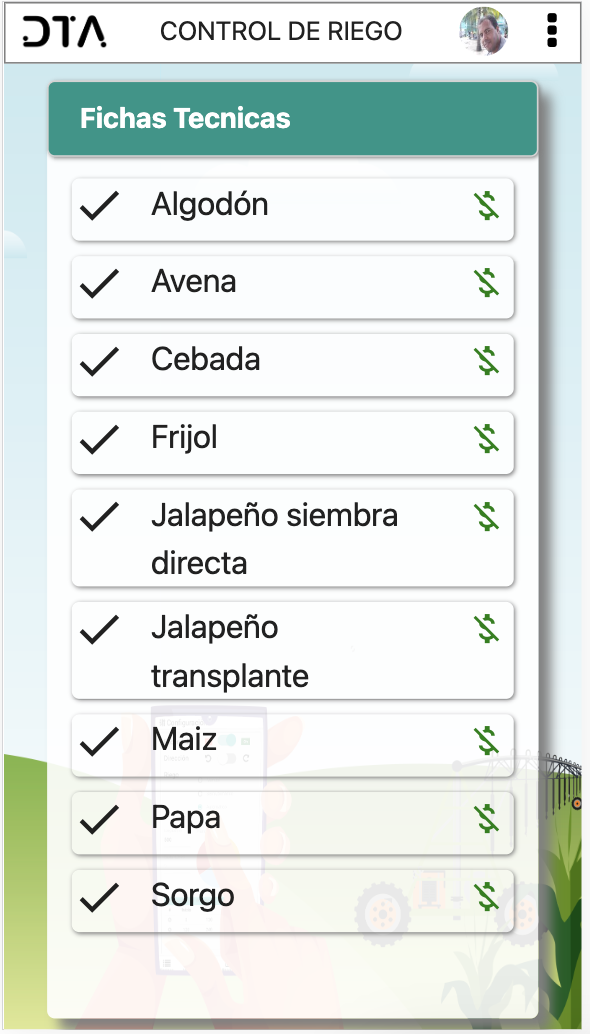 DTA
CONTROL DE RIEGO
Fichas Tecnicas
Algodón
Avena
Cebada
Frijol
Jalapeño siembra
directa
Jalapeño
transplante
Maiz
Papa
Sorgo